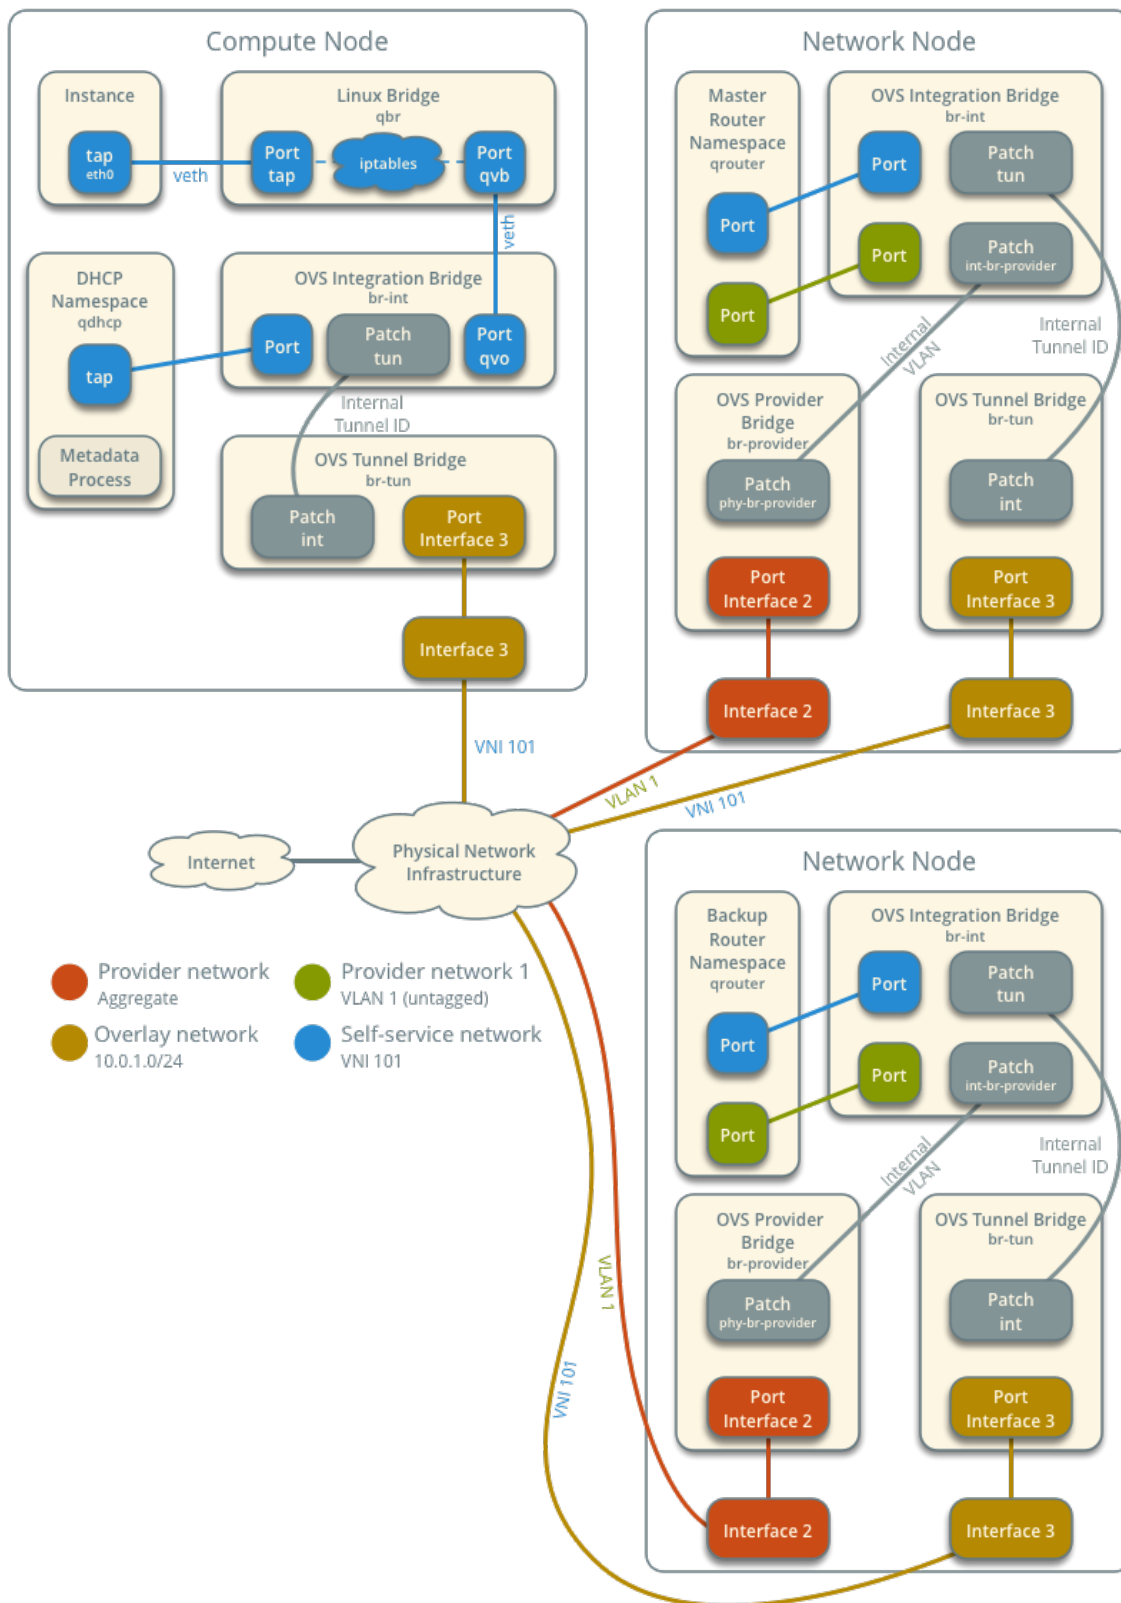 Compute Node
Instance
tap
eth0
veth
Linux Bridge
qbr
Port
tap
iptables
Port
qvb
veth
DHCP
Namespace
qdhcp
tap
Metadata
Process
OVS Integration Bridge
br-int
Port
Patch
tun
Port
qvo
Internal
Tunnel ID
OVS Tunnel Bridge
br-tun
Patch
int
Port
Interface 3
Interface 3
VNI 101
Network Node
Master
Router
Namespace
qrouter
Port
Port
OVS Integration Bridge
br-int
Port
Patch
tun
Port
Patch
int-br-provider
Internal
VLAN
Internal
Tunnel ID
OVS Provider
Bridge
br-provider
Patch
phy-br-provider
Port
Interface 2
OVS Tunnel Bridge
br-tun
Patch
int
Port
Interface 3
Interface 2
Interface 3
VLAN 1
VNI 101
Internet
Physical Network
Infrastructure
Provider network
Aggregate
Provider network 1
VLAN 1 (untagged)
Overlay network
10.0.1.0/24
Self-service network
VNI 101
Network Node
Backup
Router
Namespace
qrouter
Port
Port
OVS Integration Bridge
br-int
Port
Patch
tun
Port
Patch
int-br-provider
Internal
VLAN
Internal
Tunnel ID
OVS Provider
Bridge
br-provider
Patch
phy-br-provider
Port
Interface 2
OVS Tunnel Bridge
br-tun
Patch
int
Port
Interface 3
Interface 2
Interface 3
VLAN 1
VNI 101